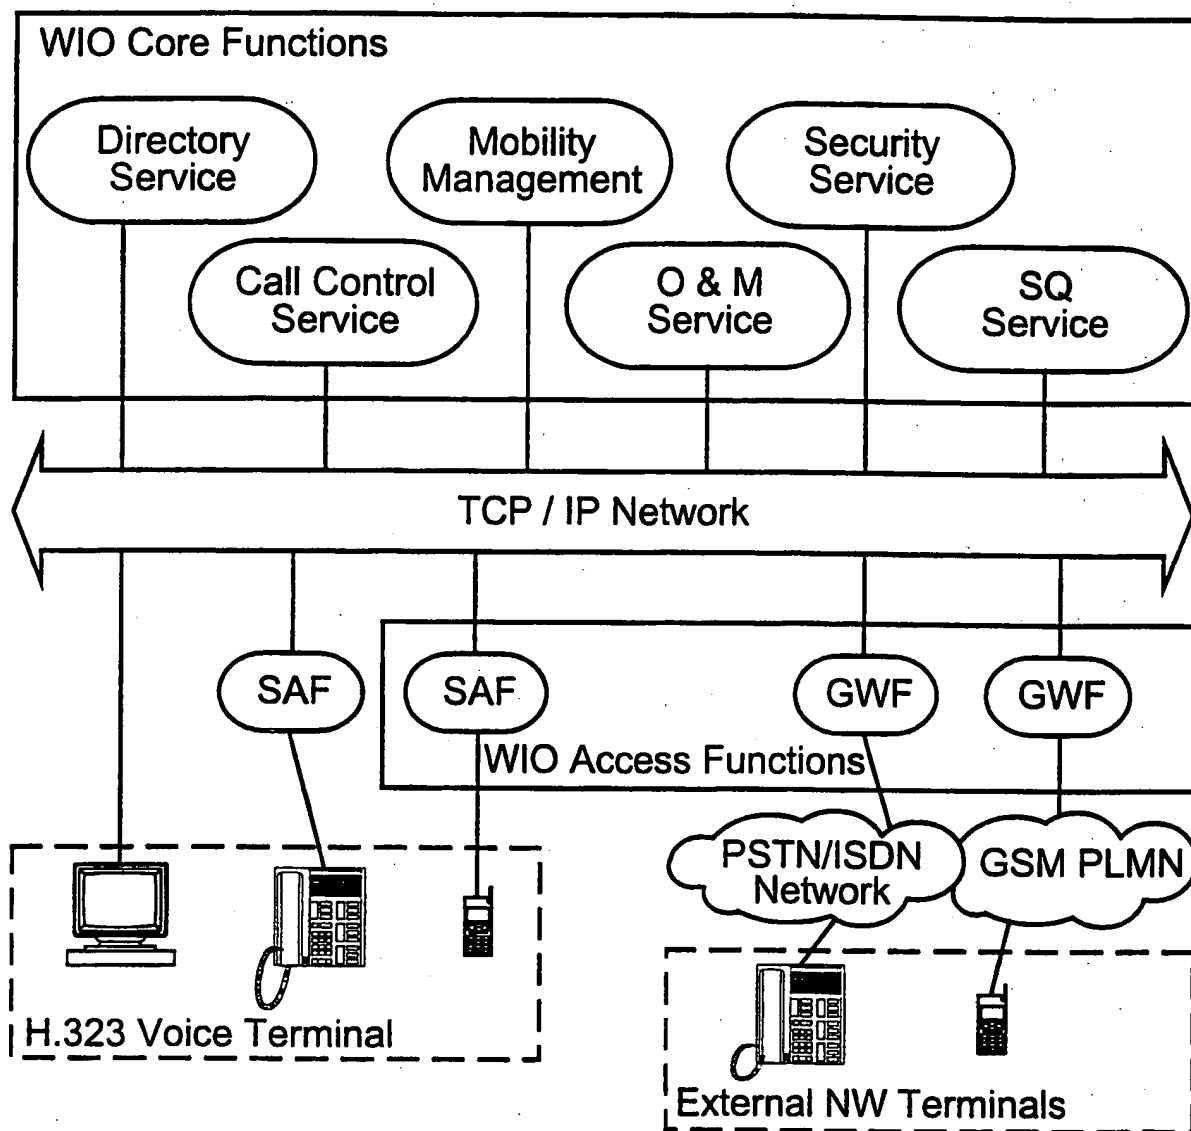 WIO Core Functions
Directory
Service
Mobility
Management
Security
Service
Call Control
Service
O & M
Service
SQ
Service
TCP / IP Network
SAF
SAF
GWF
GWF
WIO Access Functions
PSTN/ISDN
Network
GSM PLMN
H.323 Voice Terminal
External NW Terminals